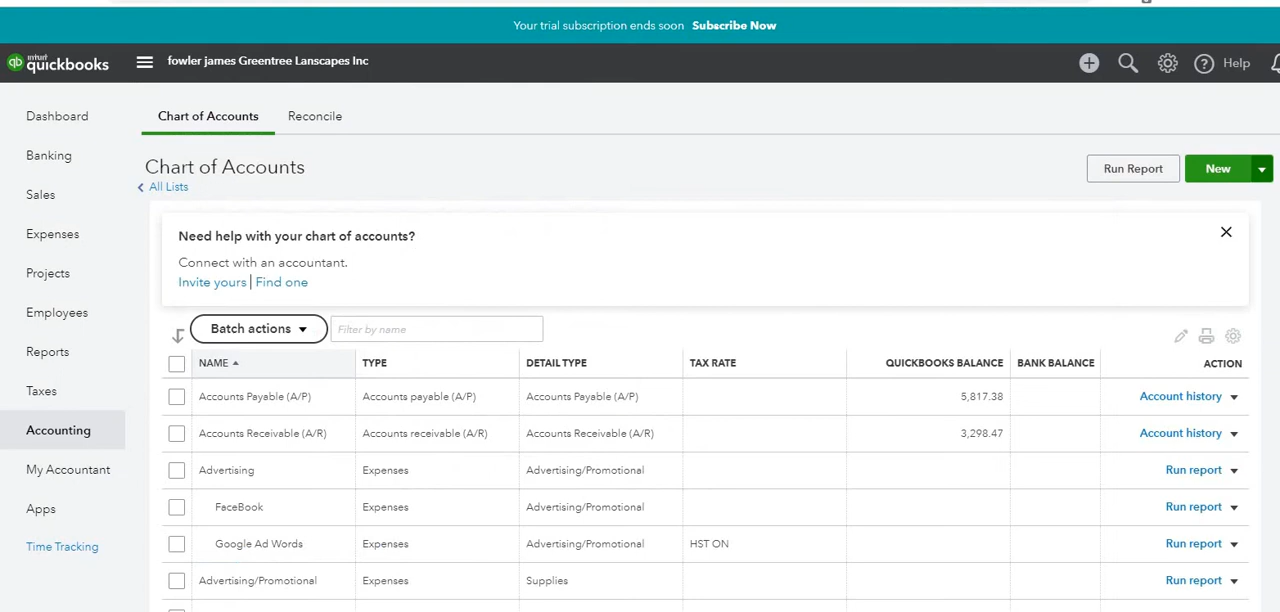 Your trial subscription ends soon Subscribe Now
intuit quickbooks fowler james Greentree Lanscapes Inc Help
Dashboard
Banking
Sales
Expenses
Projects
Employees
Reports
Taxes
Accounting
My Accountant
Apps
Time Tracking
Chart of Accounts Reconcile
Chart of Accounts
All Lists
Run Report New
Need help with your chart of accounts?
Connect with an accountant.
Invite yours Find one
Batch actions Filter by name
NAME TYPE DETAIL TYPE TAX RATE QUICKBOOKS BALANCE BANK BALANCE ACTION
Accounts Payable (A/P) Accounts payable (A/P) Accounts Payable (A/P) 5,817.38 Account history
Accounts Receivable (A/R) Accounts receivable (A/R) Accounts Receivable (A/R) 3,298.47 Account history
Advertising Expenses Advertising/Promotional Run report
FaceBook Expenses Advertising/Promotional Run report
Google Ad Words Expenses Advertising/Promotional HST ON Run report
Advertising/Promotional Expenses Supplies Run report